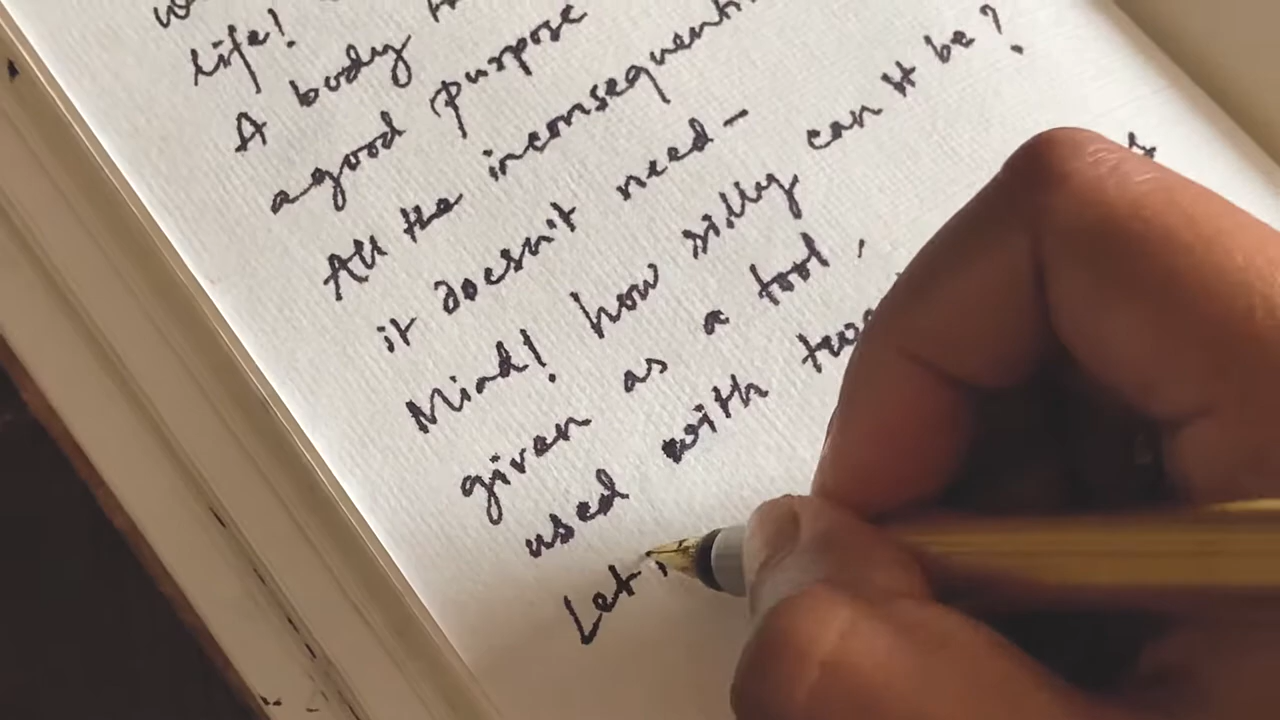 life!
A body
a good purpose
All the
it doesn't need-
Mind! how silly can it be?
given as a tool,
used with
Let